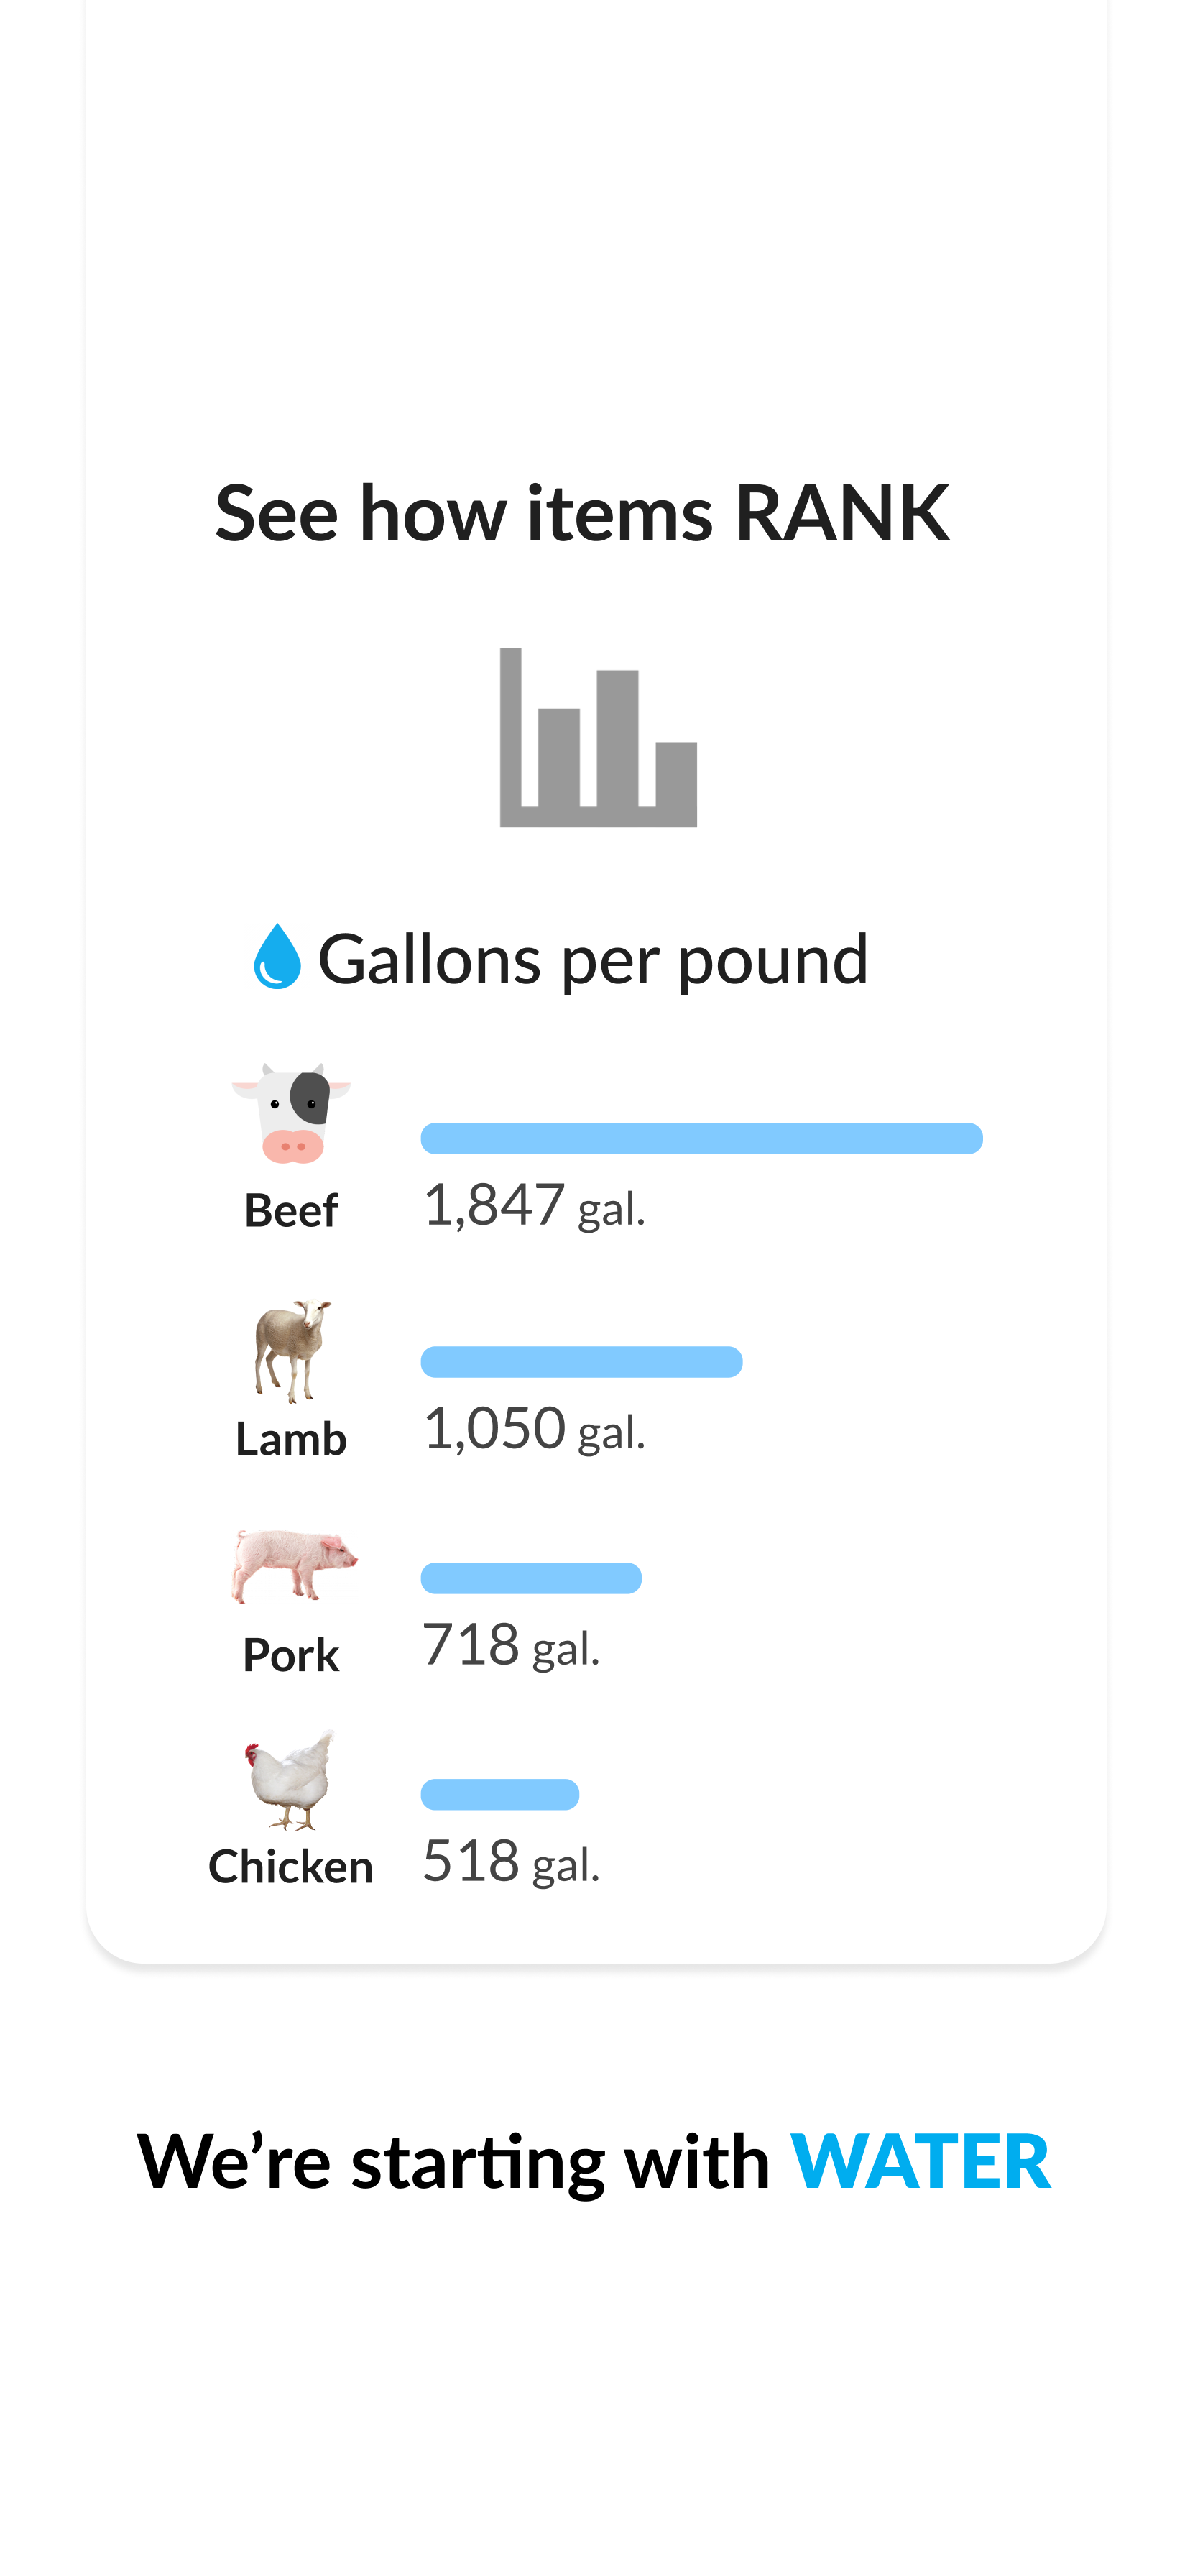 See how items RANK
Gallons per pound
Beef
1,847 gal.
Lamb
1,050 gal.
Pork
718 gal.
Chicken
518 gal.
We’re starting with WATER